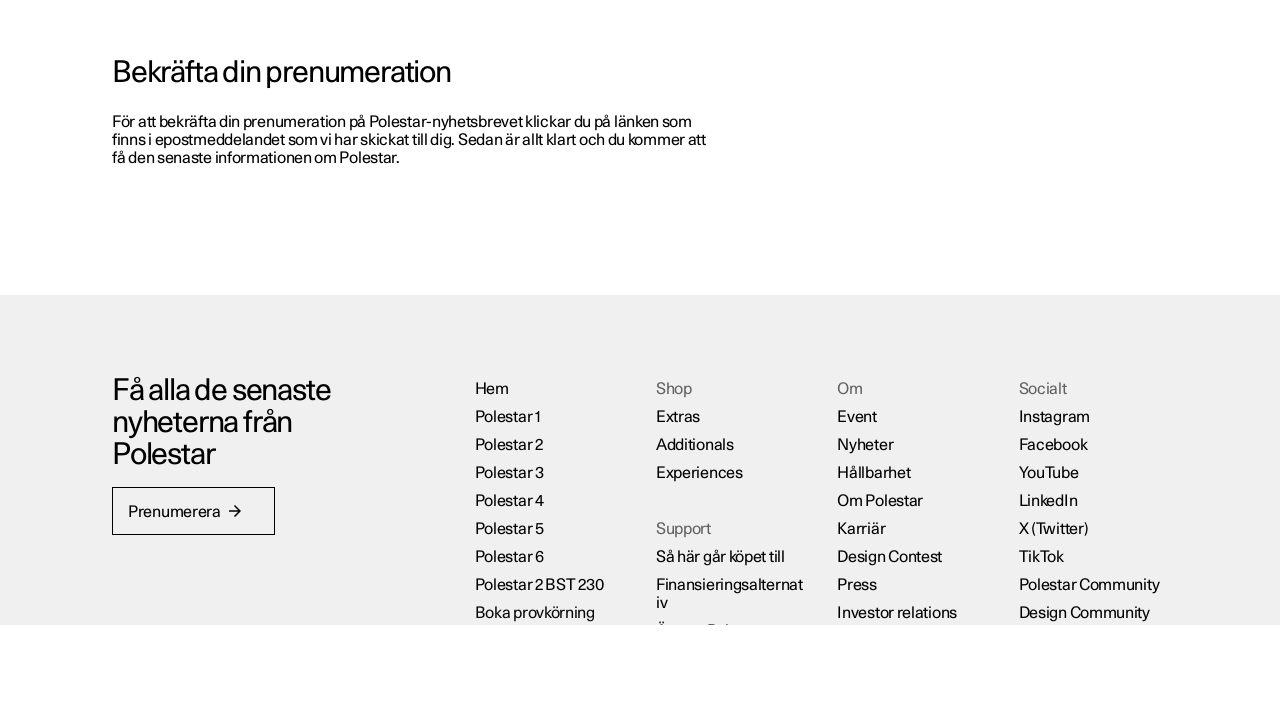 Bekräfta din prenumeration
För att bekräfta din prenumeration på Polestar-nyhetsbrevet klickar du på länken som
finns i epostmeddelandet som vi har skickat till dig. Sedan är allt klart och du kommer att
få den senaste informationen om Polestar.
Få alla de senaste
nyheterna från
Polestar
Prenumerera →
Hem
Polestar 1
Polestar 2
Polestar 3
Polestar 4
Polestar 5
Polestar 6
Polestar 2 BST 230
Boka provkörning
Shop
Extras
Additionals
Experiences
Support
Så här går köpet till
Finansieringsalternat
iv
Om
Event
Nyheter
Hållbarhet
Om Polestar
Karriär
Design Contest
Press
Investor relations
Socialt
Instagram
Facebook
YouTube
LinkedIn
X (Twitter)
TikTok
Polestar Community
Design Community